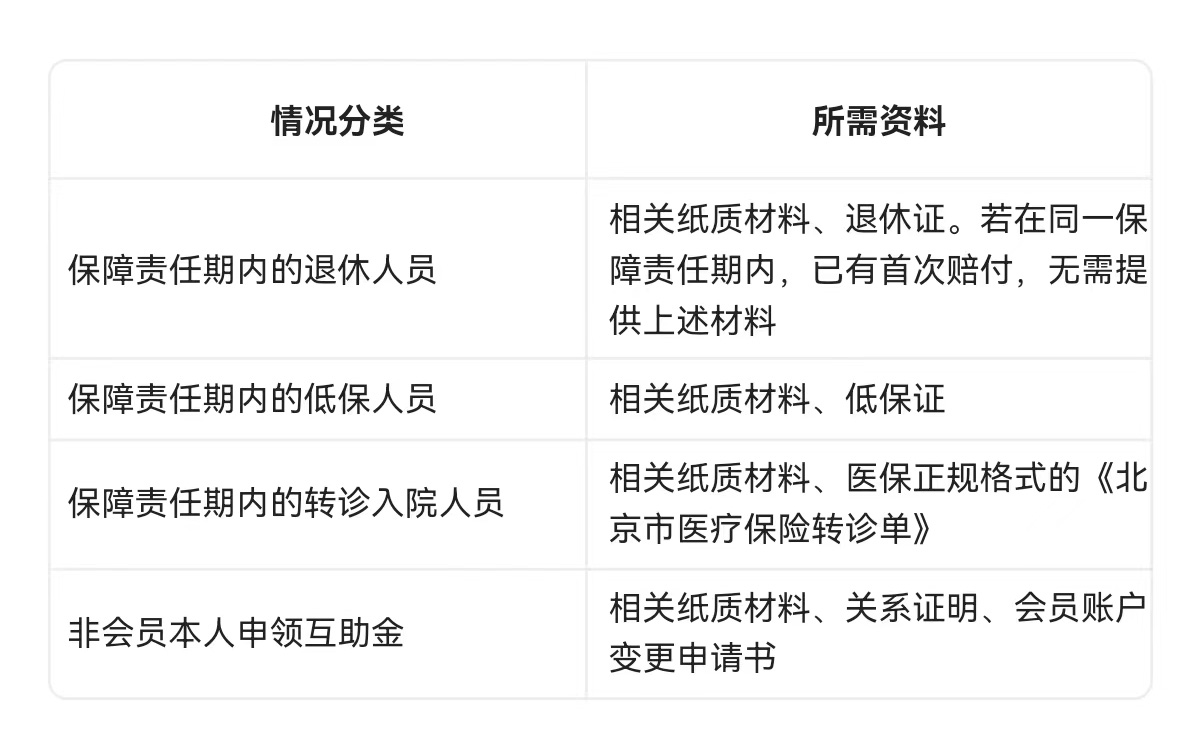 情况分类
所需资料
保障责任期内的退休人员
相关纸质材料、退休证。若在同一保
障责任期内，已有首次赔付，无需提
供上述材料
保障责任期内的低保人员
相关纸质材料、低保证
保障责任期内的转诊入院人员
相关纸质材料、医保正规格式的《北
京市医疗保险转诊单》
非会员本人申领互助金
相关纸质材料、关系证明、会员账户
变更申请书